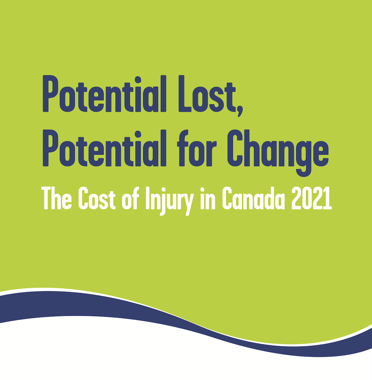 Potential Lost,
Potential for Change
The Cost of Injury in Canada 2021